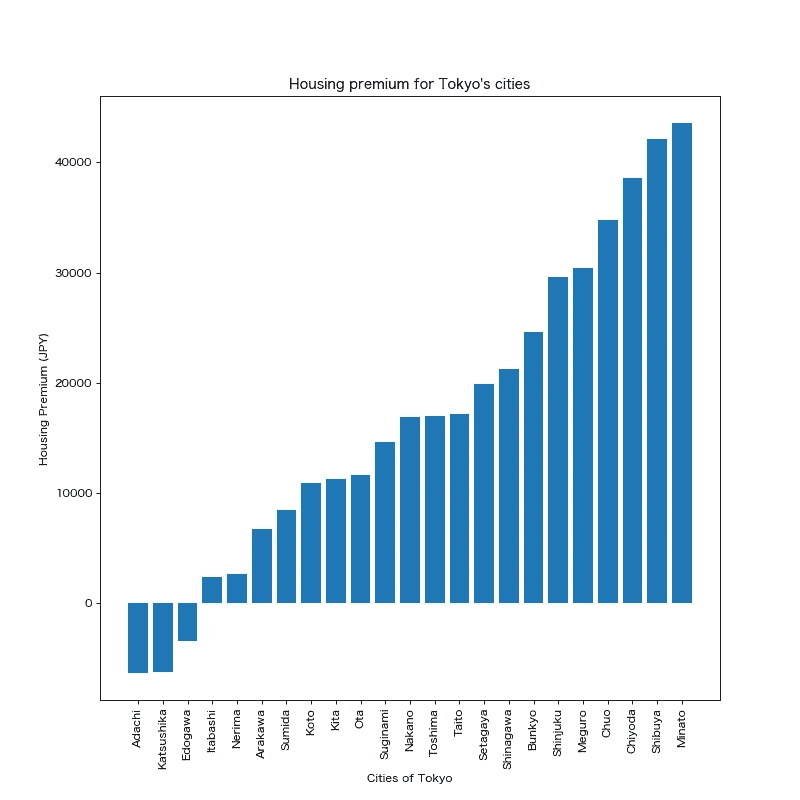 Housing premium for Tokyo's cities
Housing Premium (JPY)
40000
30000
20000
10000
0
Adachi
Katsushika
Edogawa
Itabashi
Nerima
Arakawa
Sumida
Koto
Kita
Ota
Suginami
Nakano
Toshima
Taito
Setagaya
Shinagawa
Bunkyo
Shinjuku
Meguro
Chuo
Chiyoda
Shibuya
Minato
Cities of Tokyo